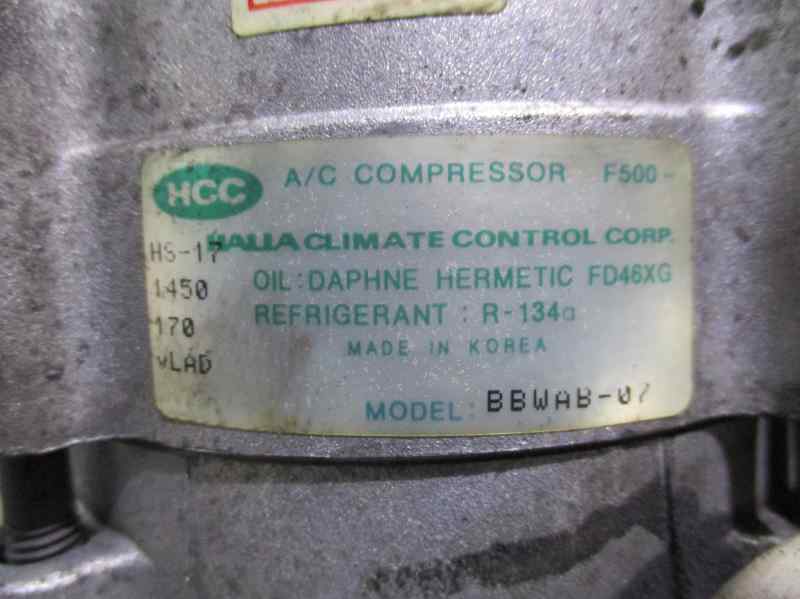 HCC A/C COMPRESSOR F500-
HALLA CLIMATE CONTROL CORP.
HS-17
OIL:DAPHNE HERMETIC FD46XG
1450
REFRIGERANT : R-134a
170
MADE IN KOREA
MODEL: BBWAB-07